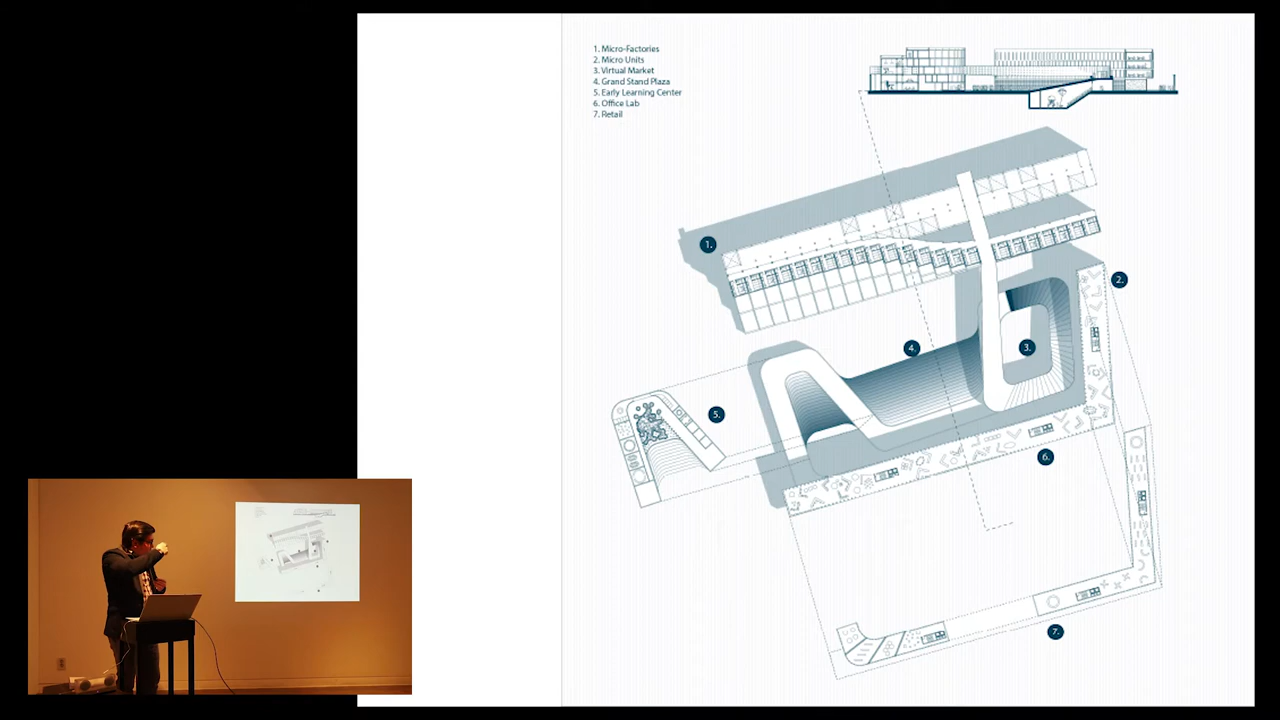 1. Micro-Factories
2. Micro Units
3. Virtual Market
4. Grand Stand Plaza
5. Early Learning Center
6. Office Lab
7. Retail
1.
2.
3.
4.
5.
6.
7.